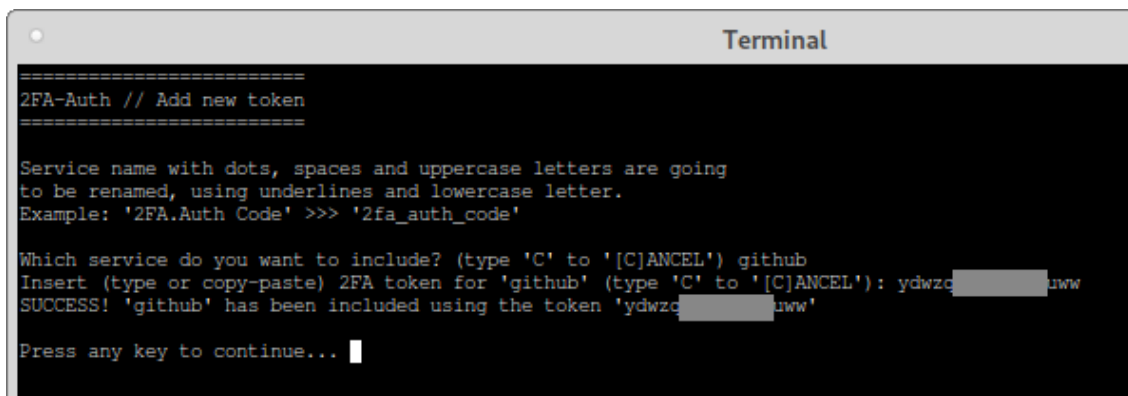 Terminal
==========================
2FA-Auth // Add new token
==========================
Service name with dots, spaces and uppercase letters are going
to be renamed, using underlines and lowercase letter.
Example: '2FA.Auth Code' >>> '2fa_auth_code'
Which service do you want to include? (type 'C' to '[C]ANCEL') github
Insert (type or copy-paste) 2FA token for 'github' (type 'C' to '[C]ANCEL'): ydwzq uww
SUCCESS! 'github' has been included using the token 'ydwzq uww'
Press any key to continue...